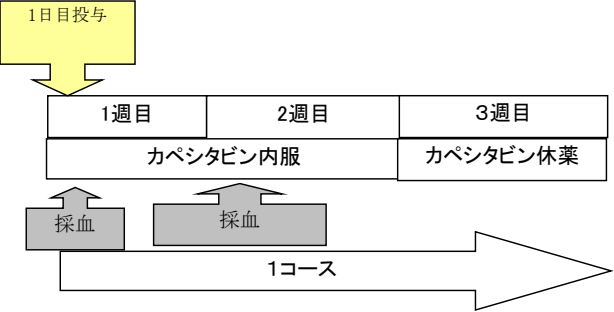 1日目投与
1週目
2週目
３週目
カペシタビン内服
カペシタビン休薬
採血
採血
１コース